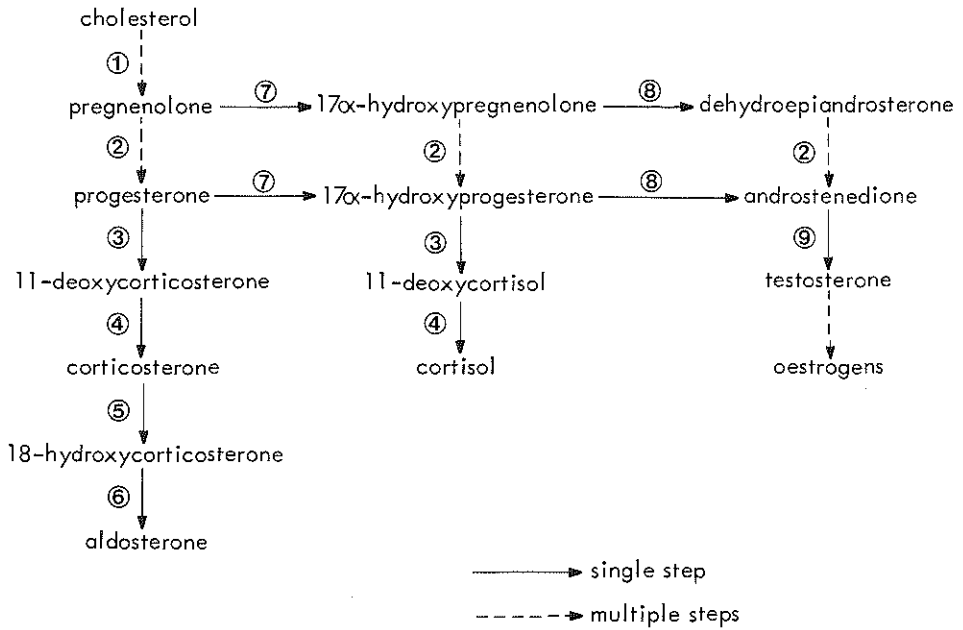 cholesterol
①
pregnenolone ⑦ 17α-hydroxypregnenolone ⑧ dehydroepiandrosterone
② ② ②
progesterone ⑦ 17α-hydroxyprogesterone ⑧ androstenedione
③ ③ ⑨
11-deoxycorticosterone 11-deoxycortisol testosterone
④ ④
corticosterone cortisol oestrogens
⑤
18-hydroxycorticosterone
⑥
aldosterone
single step
multiple steps